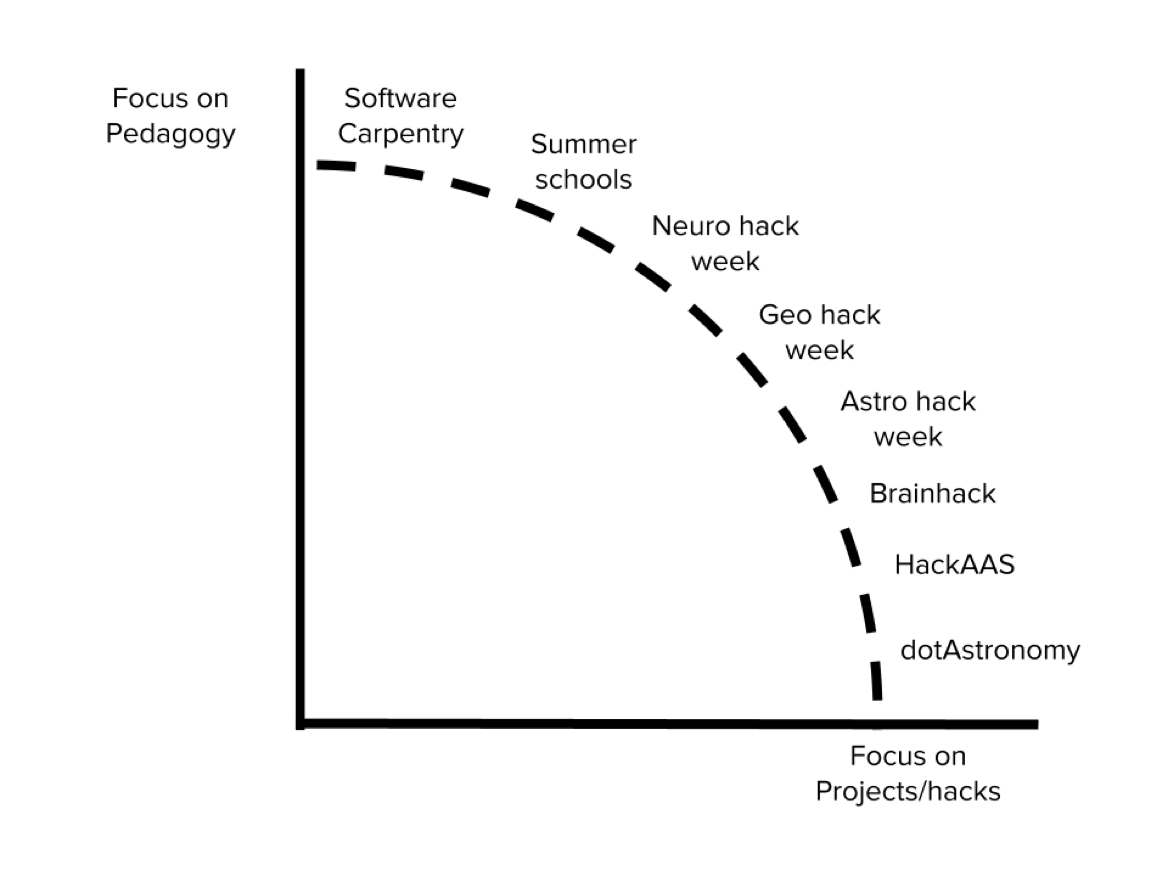 Focus on
Pedagogy
Software
Carpentry
Summer
schools
Neuro hack
week
Geo hack
week
Astro hack
week
Brainhack
HackAAS
dotAstronomy
Focus on
Projects/hacks